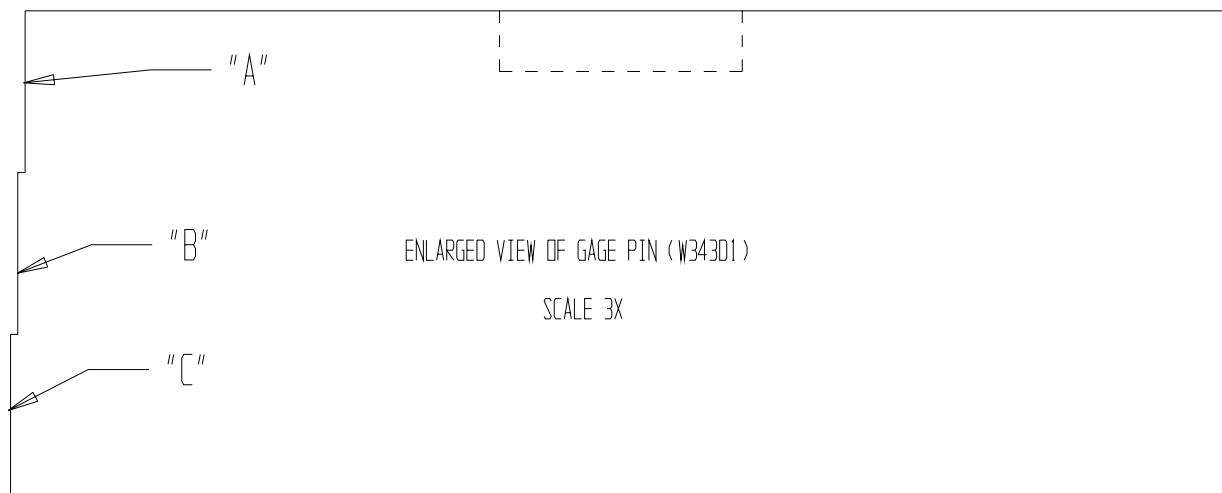 "A"
"B"
ENLARGED VIEW OF GAGE PIN (W343D1)
SCALE 3X
"C"